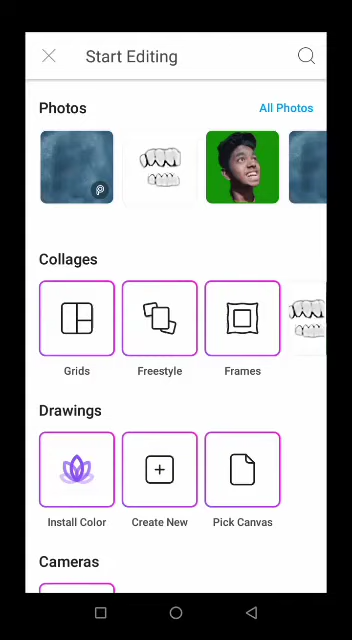 Start Editing
Photos
All Photos
Collages
Grids
Freestyle
Frames
Drawings
Install Color
Create New
Pick Canvas
Cameras